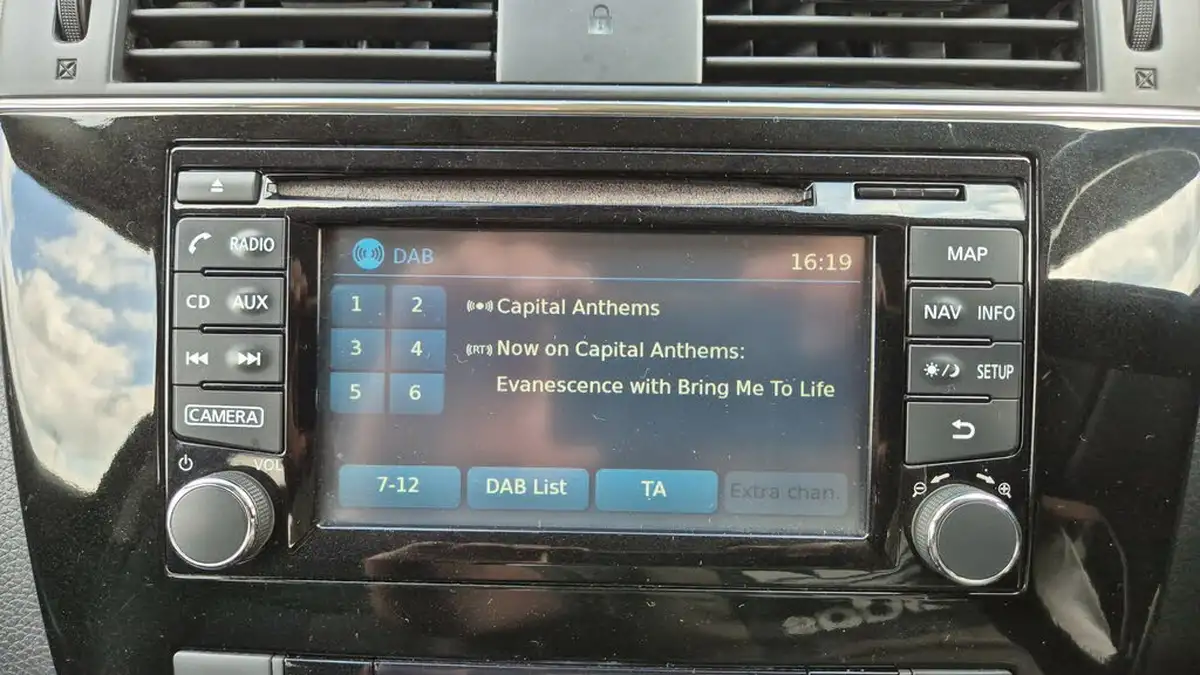 RADIO
CD AUX
CAMERA
VOL
DAB 16:19
1 2
3 4
5 6
Capital Anthems
(RT) Now on Capital Anthems:
Evanescence with Bring Me To Life
7-12 DAB List TA Extra chan.
MAP
NAV INFO
SETUP